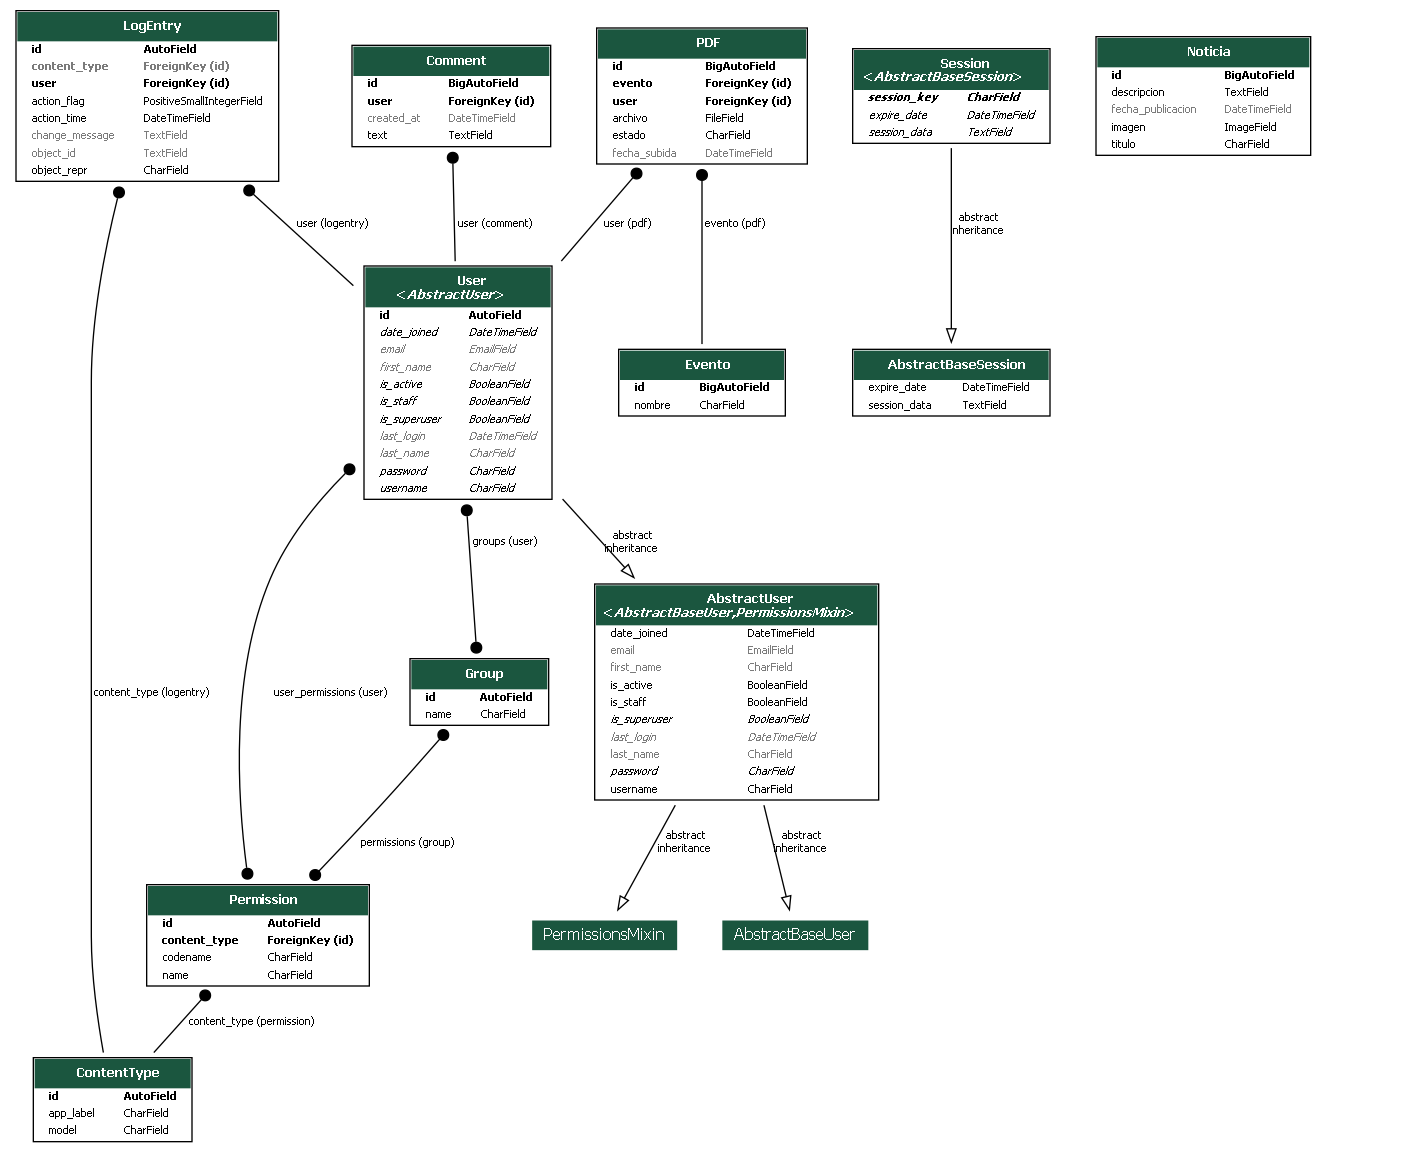 LogEntry
id AutoField
content_type ForeignKey (id)
user ForeignKey (id)
action_flag PositiveSmallIntegerField
action_time DateTimeField
change_message TextField
object_id TextField
object_repr CharField
Comment
id BigAutoField
user ForeignKey (id)
created_at DateTimeField
text TextField
PDF
id BigAutoField
evento ForeignKey (id)
user ForeignKey (id)
archivo FileField
estado CharField
fecha_subida DateTimeField
Session
<AbstractBaseSession>
session_key CharField
expire_date DateTimeField
session_data TextField
Noticia
id BigAutoField
descripcion TextField
fecha_publicacion DateTimeField
imagen ImageField
titulo CharField
user (logentry)
user (comment)
user (pdf)
evento (pdf)
abstract
inheritance
User
<AbstractUser>
id AutoField
date_joined DateTimeField
email EmailField
first_name CharField
is_active BooleanField
is_staff BooleanField
is_superuser BooleanField
last_login DateTimeField
last_name CharField
password CharField
username CharField
Evento
id BigAutoField
nombre CharField
AbstractBaseSession
expire_date DateTimeField
session_data TextField
groups (user)
abstract
inheritance
AbstractUser
<AbstractBaseUser,PermissionsMixin>
date_joined DateTimeField
email EmailField
first_name CharField
is_active BooleanField
is_staff BooleanField
is_superuser BooleanField
last_login DateTimeField
last_name CharField
password CharField
username CharField
content_type (logentry)
user_permissions (user)
Group
id AutoField
name CharField
permissions (group)
abstract
inheritance
abstract
inheritance
Permission
id AutoField
content_type ForeignKey (id)
codename CharField
name CharField
PermissionsMixin
AbstractBaseUser
content_type (permission)
ContentType
id AutoField
app_label CharField
model CharField